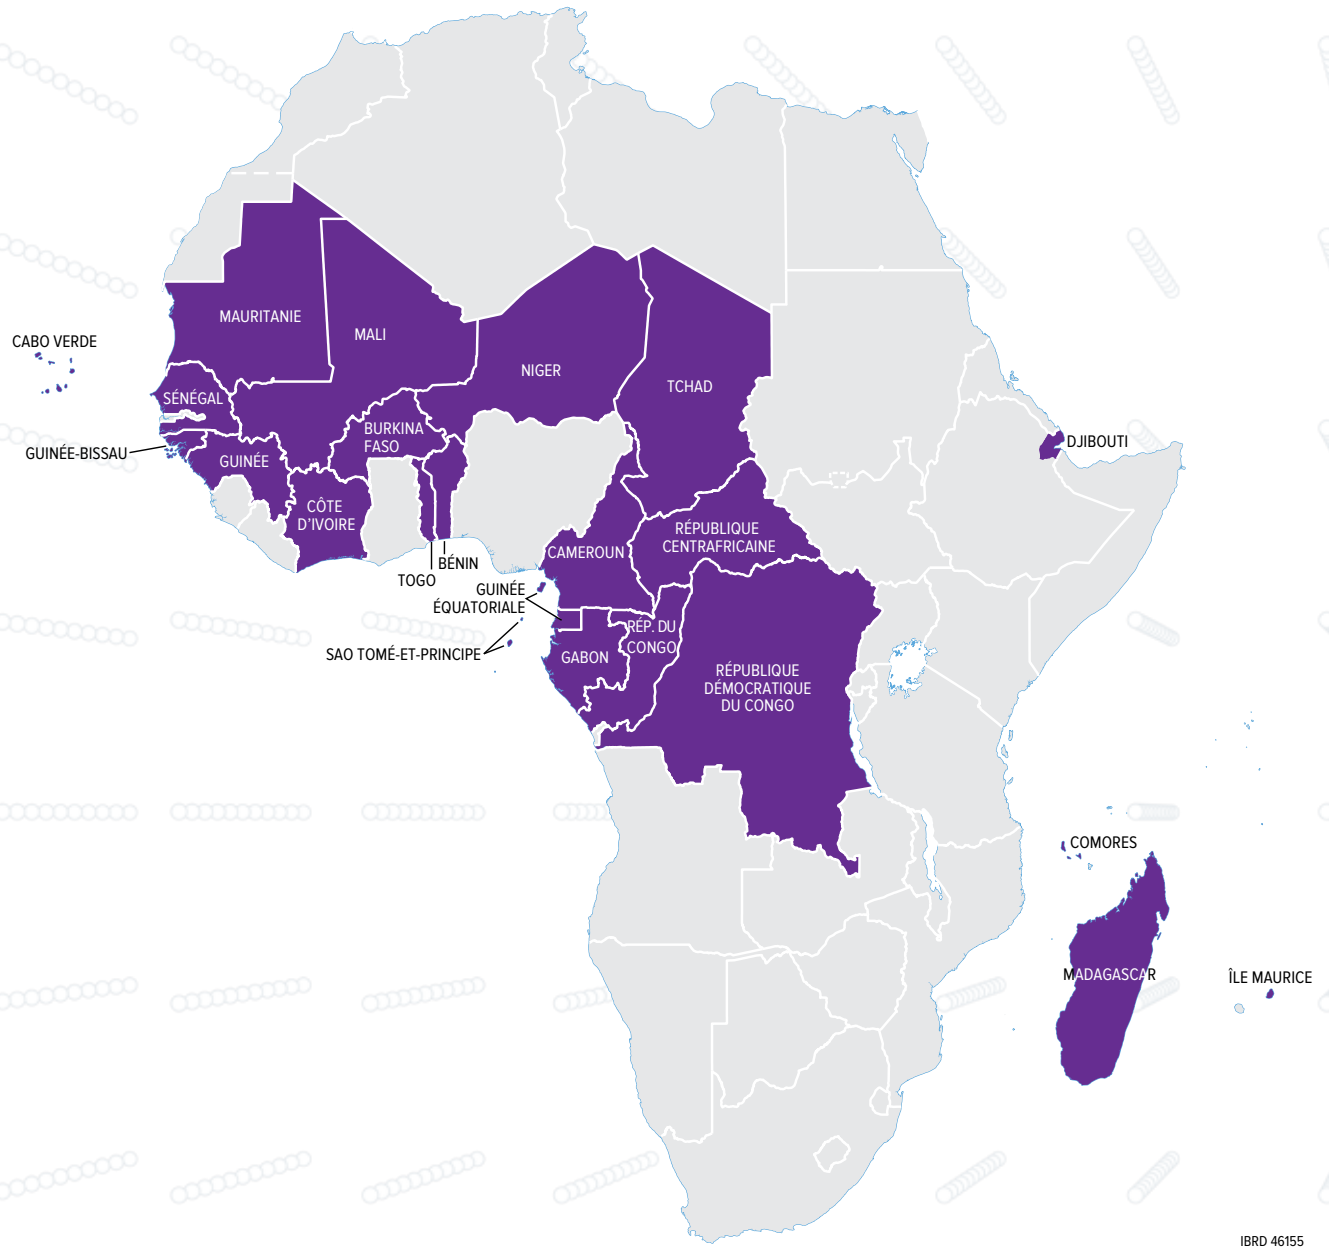 MAURITANIE
MALI
CABO VERDE
NIGER
TCHAD
SÉNÉGAL
BURKINA
FASO
DJIBOUTI
GUINÉE-BISSAU
GUINÉE
CÔTE
D'IVOIRE
RÉPUBLIQUE
CENTRAFRICAINE
CAMEROUN
BÉNIN
TOGO
GUINÉE
ÉQUATORIALE
RÉP. DU
CONGO
SAO TOMÉ-ET-PRINCIPE
GABON
RÉPUBLIQUE
DÉMOCRATIQUE
DU CONGO
COMORES
MADAGASCAR
ÎLE MAURICE
IBRD 46155